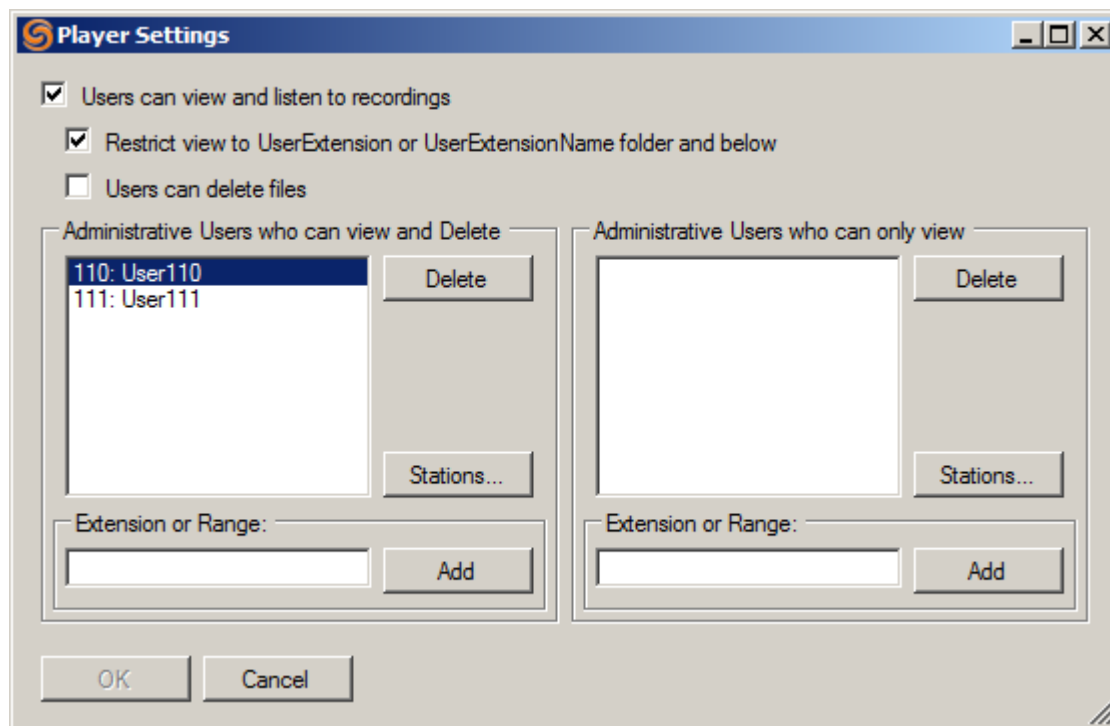 Player Settings
Users can view and listen to recordings
Restrict view to UserExtension or UserExtensionName folder and below
Users can delete files
Administrative Users who can view and Delete
110: User110
111: User111
Delete
Stations...
Extension or Range:
Add
Administrative Users who can only view
Delete
Stations...
Extension or Range:
Add
OK
Cancel